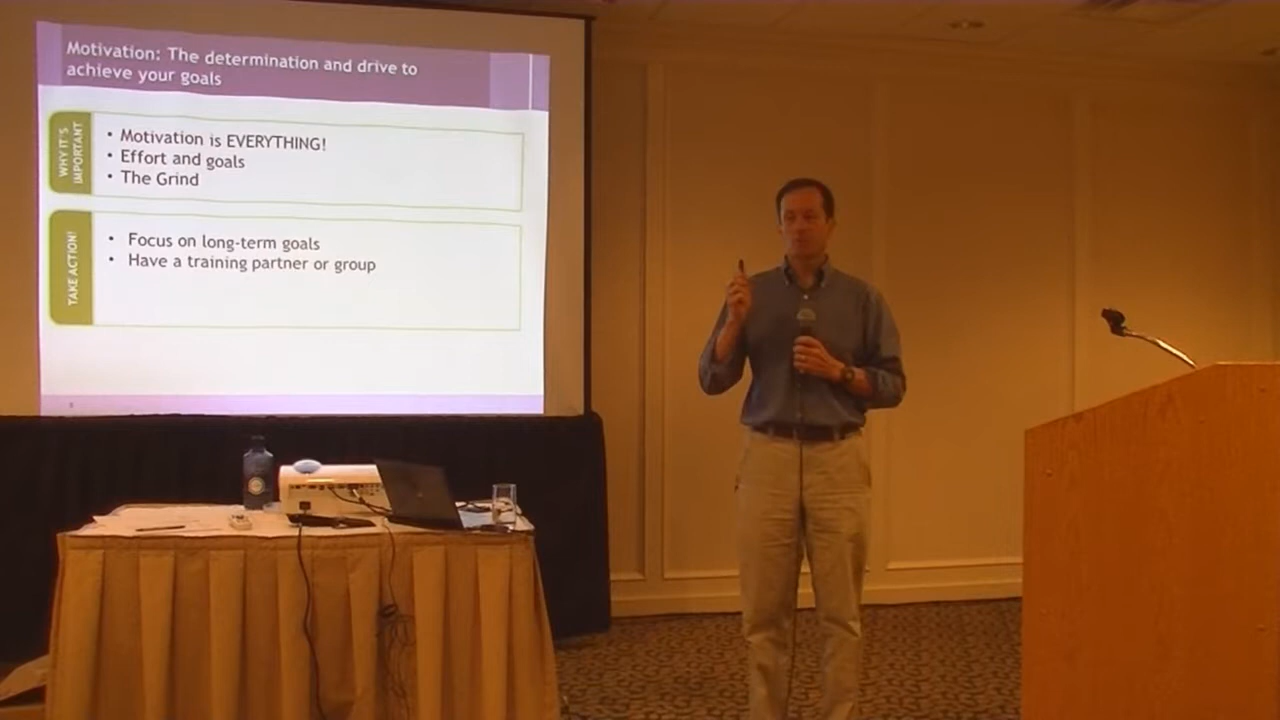 Motivation: The determination and drive to
achieve your goals
WHY IT'S
IMPORTANT
• Motivation is EVERYTHING!
• Effort and goals
• The Grind
TAKE ACTION!
• Focus on long-term goals
• Have a training partner or group